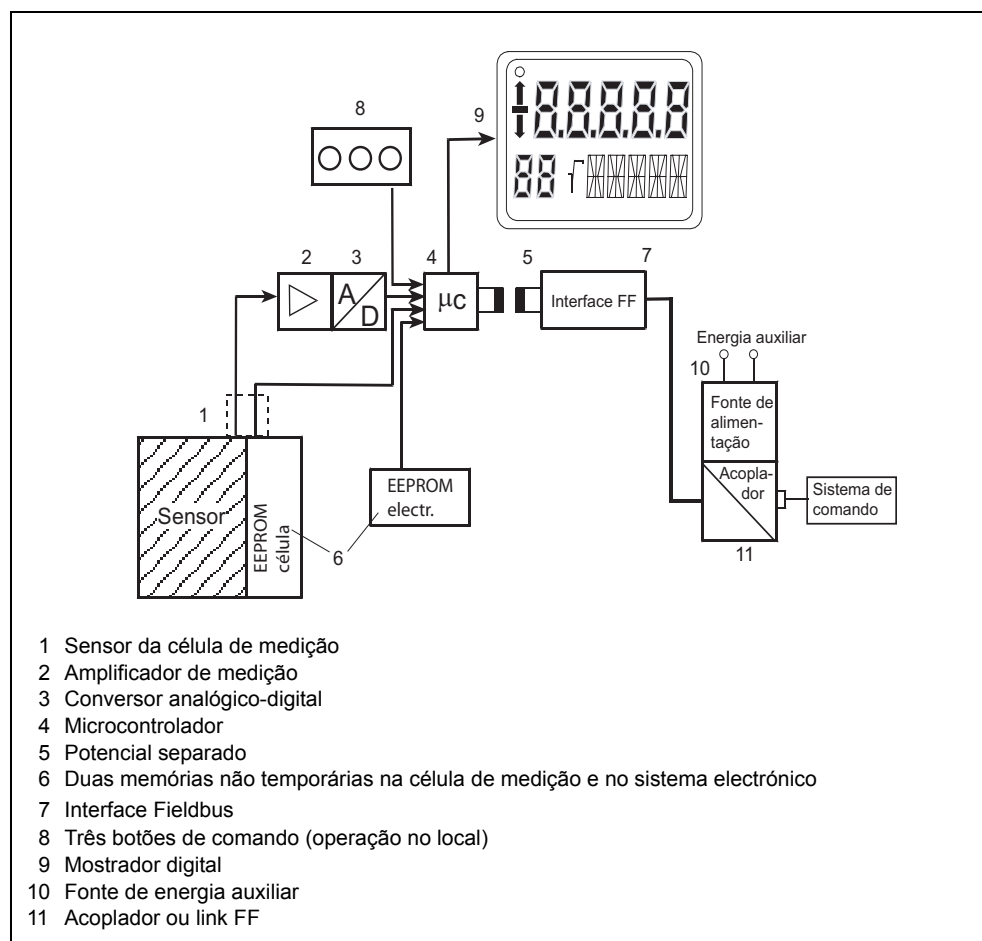 8
9
88888
88
2
3
4
5
7
A/D
µc
Interface FF
Energia auxiliar
10
Fonte de
alimen-
tação
1
Acopla-
dor
Sistema de
comando
EEPROM
electr.
Sensor
EEPROM
célula
6
11
1 Sensor da célula de medição
2 Amplificador de medição
3 Conversor analógico-digital
4 Microcontrolador
5 Potencial separado
6 Duas memórias não temporárias na célula de medição e no sistema electrónico
7 Interface Fieldbus
8 Três botões de comando (operação no local)
9 Mostrador digital
10 Fonte de energia auxiliar
11 Acoplador ou link FF